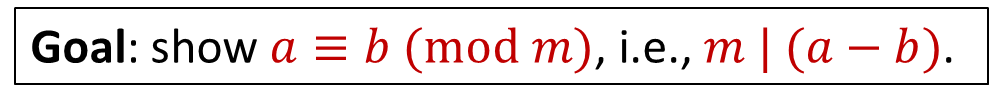 Goal: show a ≡ b (mod m), i.e., m | (a − b).